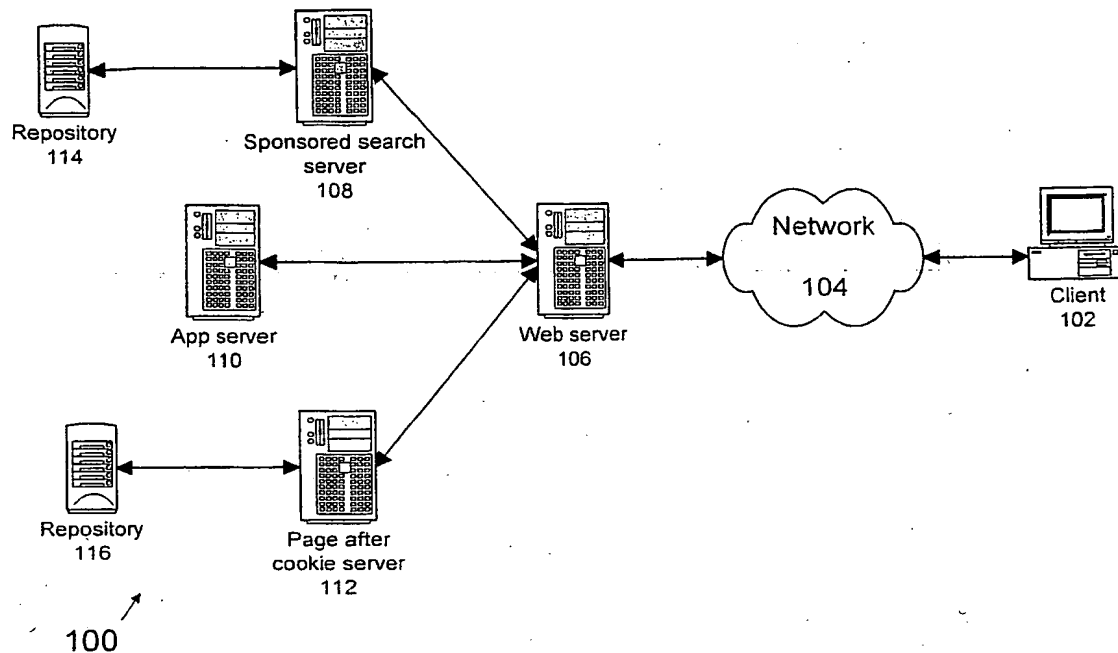 Repository
114
Sponsored search
server
108
Network
104
Client
102
App server
110
Web server
106
Repository
116
Page after
cookie server
112
100